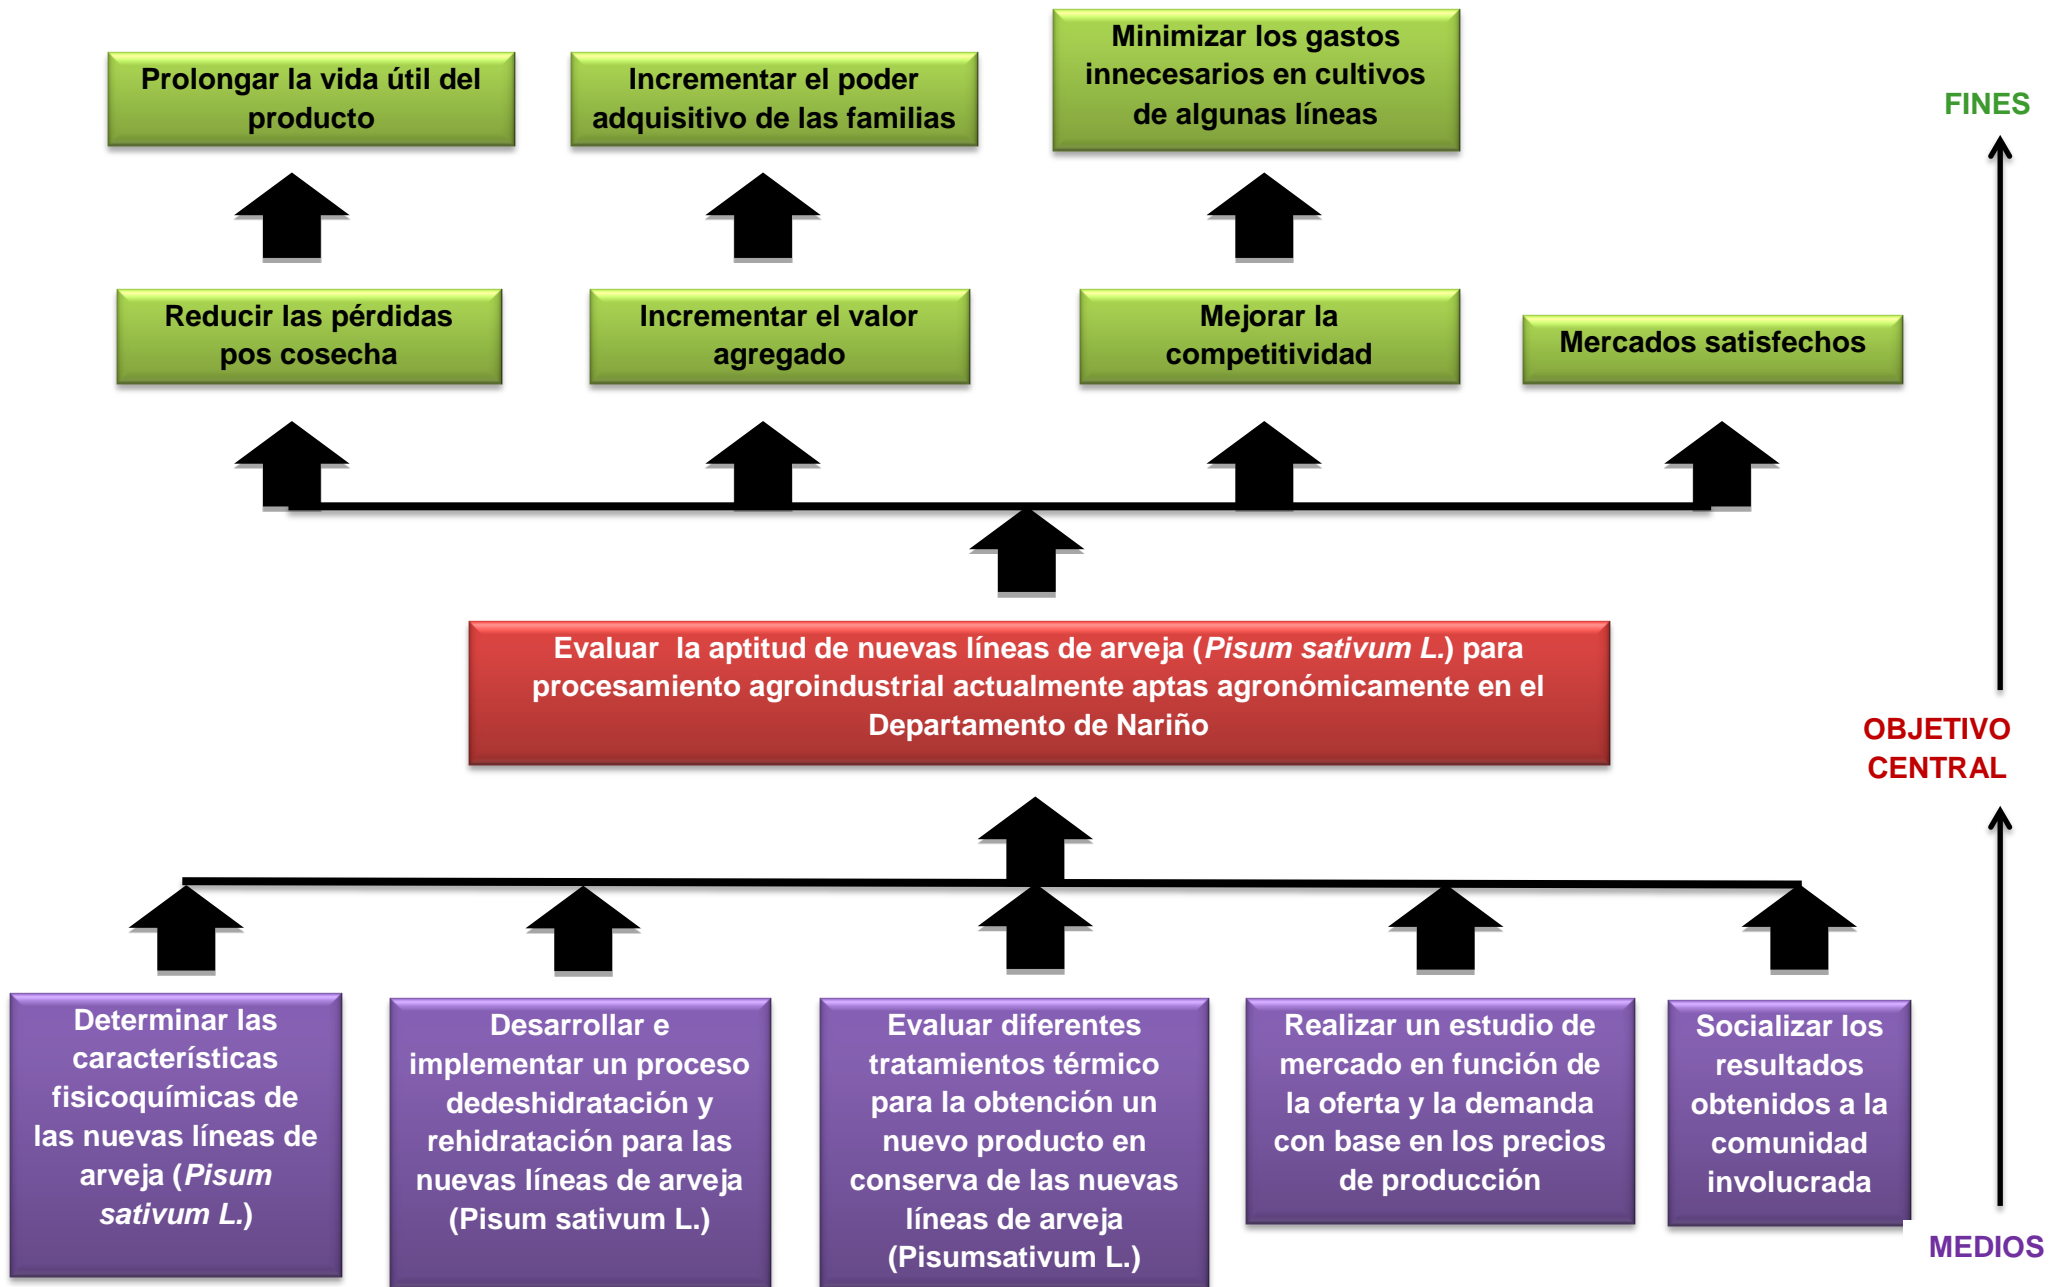 Prolongar la vida útil del
producto
Incrementar el poder
adquisitivo de las familias
Minimizar los gastos
innecesarios en cultivos
de algunas líneas
FINES
Reducir las pérdidas
pos cosecha
Incrementar el valor
agregado
Mejorar la
competitividad
Mercados satisfechos
Evaluar  la aptitud de nuevas líneas de arveja (Pisum sativum L.) para
procesamiento agroindustrial actualmente aptas agronómicamente en el
Departamento de Nariño
OBJETIVO
CENTRAL
Determinar las
características
fisicoquímicas de
las nuevas líneas de
arveja (Pisum
sativum L.)
Desarrollar e
implementar un proceso
dedeshidratación y
rehidratación para las
nuevas líneas de arveja
(Pisum sativum L.)
Evaluar diferentes
tratamientos térmico
para la obtención un
nuevo producto en
conserva de las nuevas
líneas de arveja
(Pisumsativum L.)
Realizar un estudio de
mercado en función de
la oferta y la demanda
con base en los precios
de producción
Socializar los
resultados
obtenidos a la
comunidad
involucrada
MEDIOS